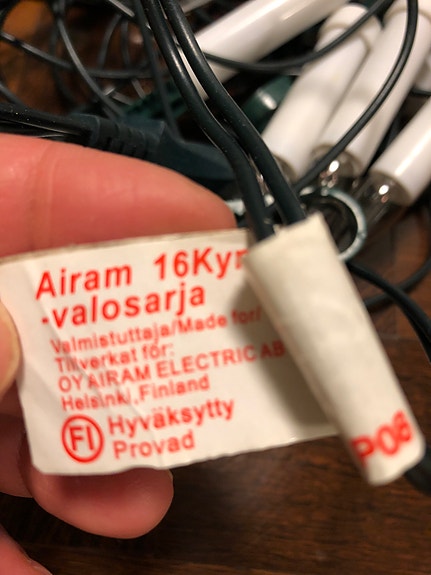 Airam 16Kyn
-valosarja
Valmistuttaja/Made for/
Tillverkat för:
OY AIRAM ELECTRIC AB
Helsinki, Finland
FI Hyväksytty
Provad
P08